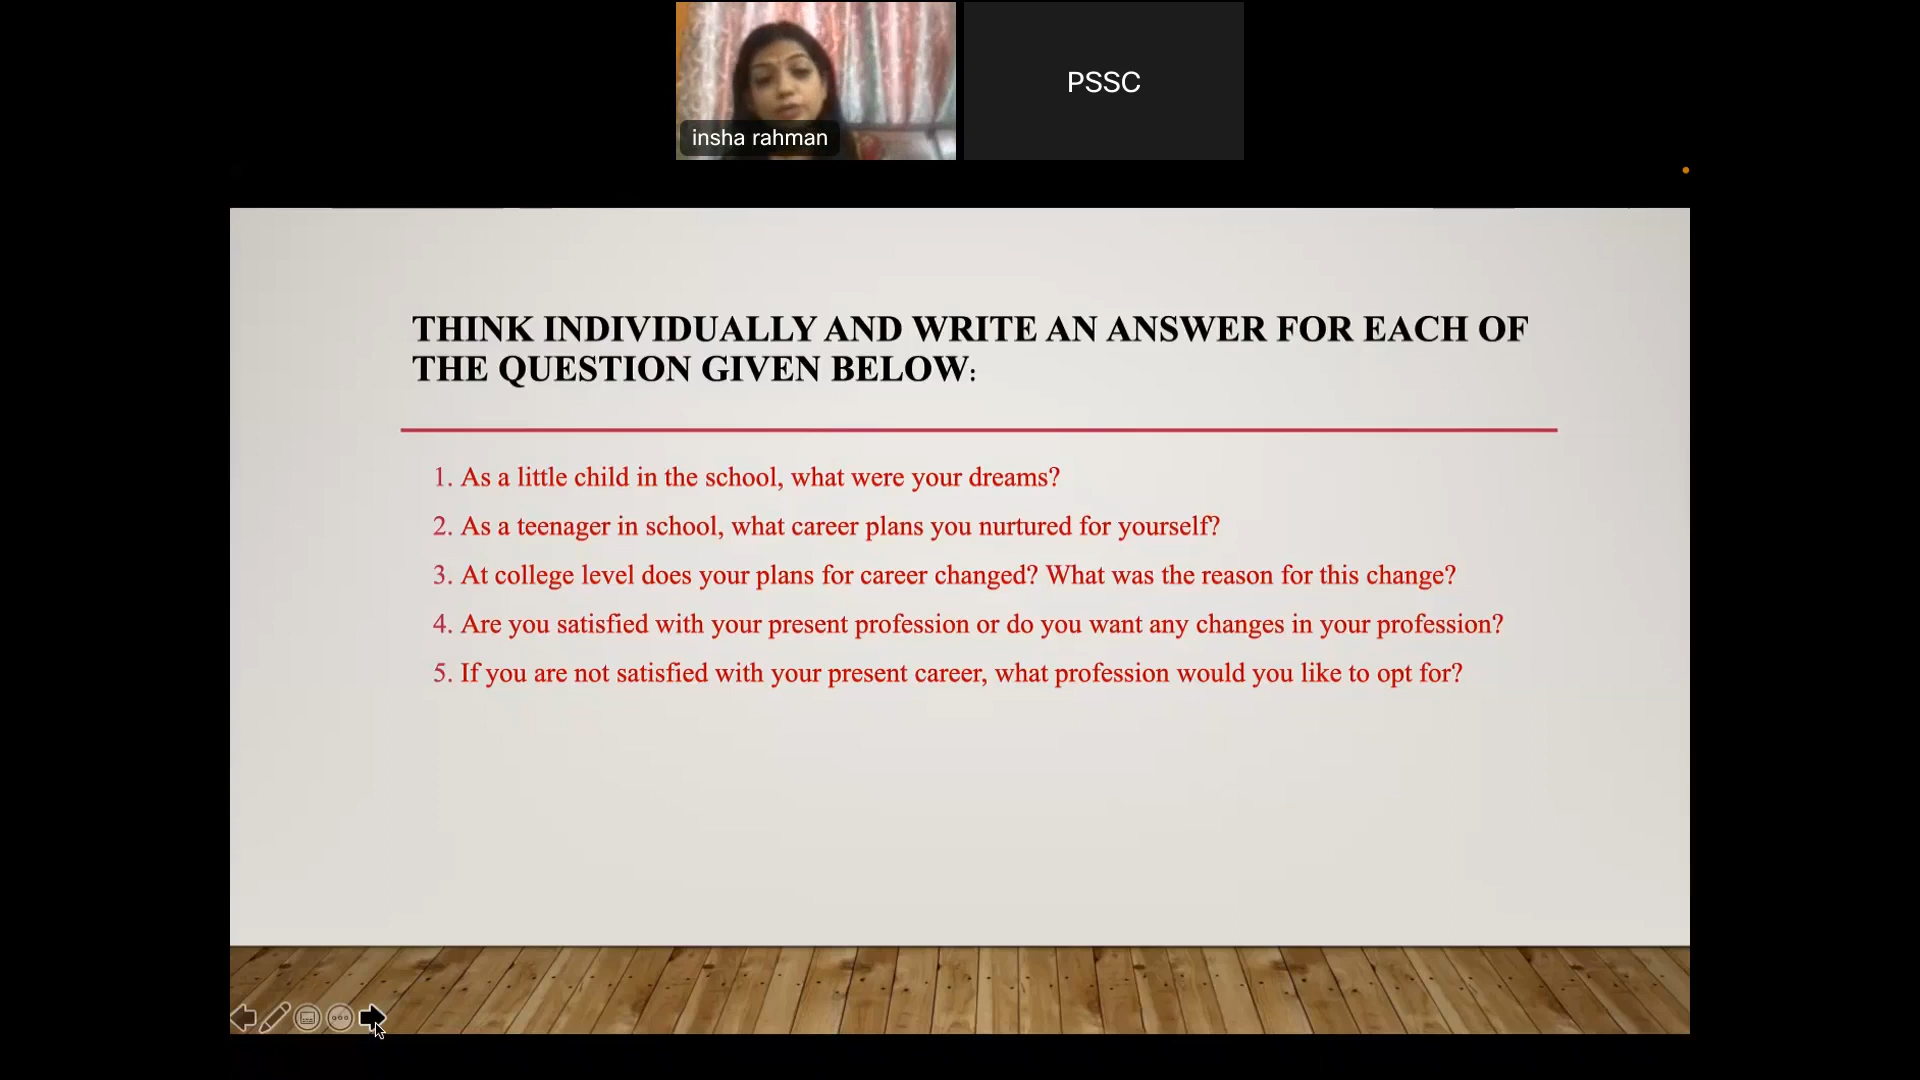 insha rahman
PSSC
THINK INDIVIDUALLY AND WRITE AN ANSWER FOR EACH OF
THE QUESTION GIVEN BELOW:
1. As a little child in the school, what were your dreams?
2. As a teenager in school, what career plans you nurtured for yourself?
3. At college level does your plans for career changed? What was the reason for this change?
4. Are you satisfied with your present profession or do you want any changes in your profession?
5. If you are not satisfied with your present career, what profession would you like to opt for?